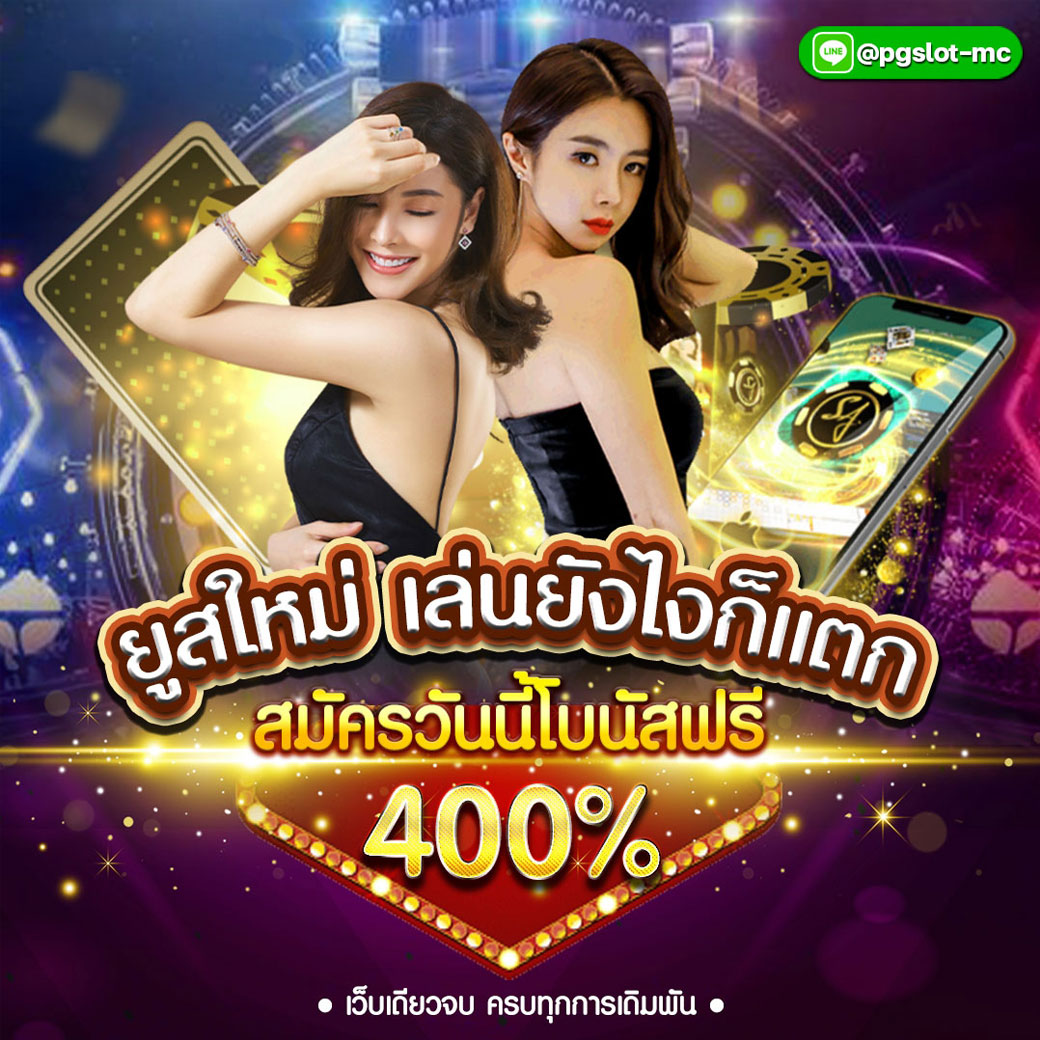 LINE @pgslot-mc
ยูสใหม่ เล่นยังไงก็แตก
สมัครวันนี้โบนัสฟรี
400%
• เว็บเดียวจบ ครบทุกการเดิมพัน •